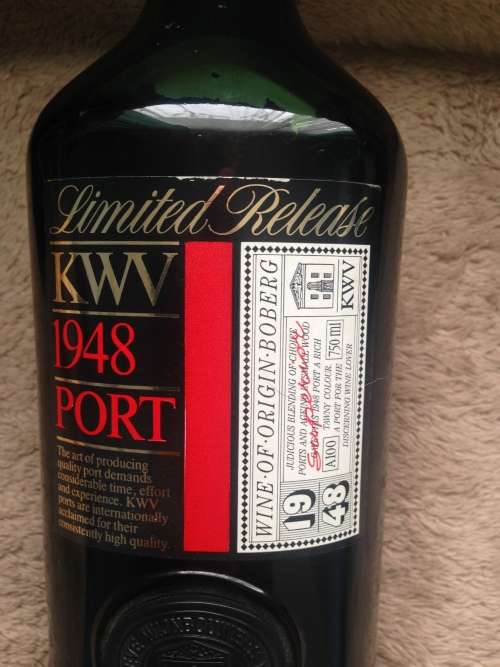 Limited Release
KWV
1948
PORT
The art of producing
quality port demands
considerable time, effort
and experience. KWV
ports are internationally
acclaimed for their
consistently high quality.
WINE·OF·ORIGIN·BOBERG
JUDICIOUS BLENDING OF CHOICE
PORTS AND WOOD
1948 PORT A RICH
TAWNY COLOUR.
A PORT FOR THE
DISCERNING WINE LOVER
19
48
A100
750 ml
KWV